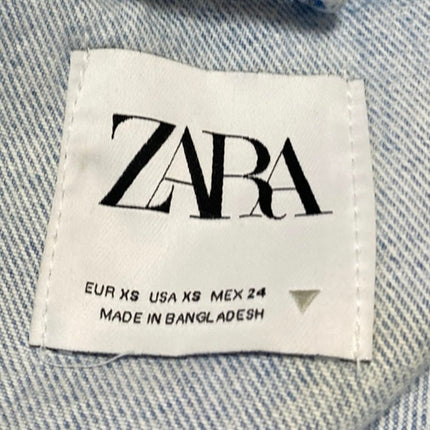 ZARA
EUR XS USA XS MEX 24
MADE IN BANGLADESH